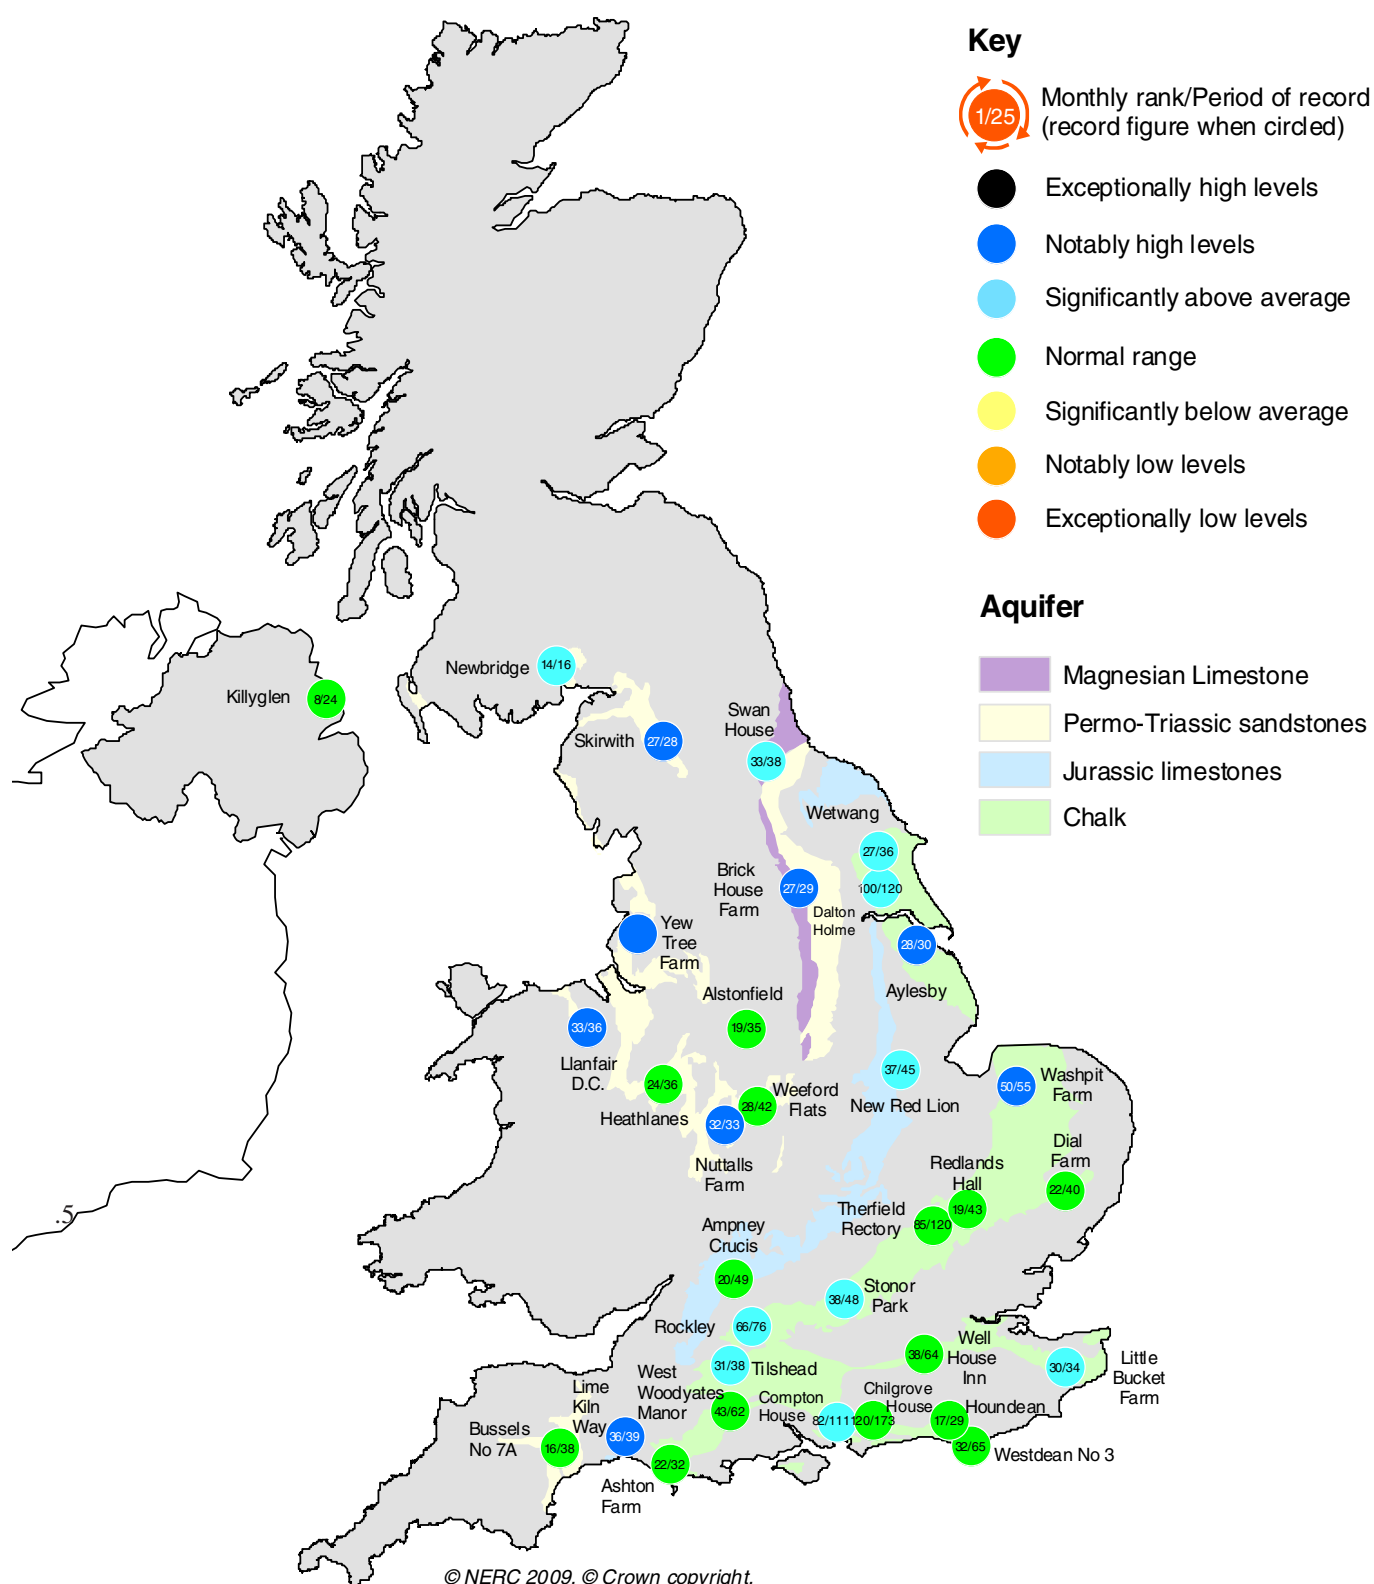 Key
1/25
Monthly rank/Period of record
(record figure when circled)
Exceptionally high levels
Notably high levels
Significantly above average
Normal range
Significantly below average
Notably low levels
Exceptionally low levels
Aquifer
Magnesian Limestone
Permo-Triassic sandstones
Jurassic limestones
Chalk
Newbridge
14/16
Killyglen
8/24
Skirwith
27/28
Swan
House
33/38
Wetwang
27/36
100/120
Dalton
Holme
Brick
House
Farm
27/29
28/30
Aylesby
Yew
Tree
Farm
Alstonfield
19/35
33/36
Llanfair
D.C.
24/36
Heathlanes
Weeford
Flats
28/42
32/33
Nuttalls
Farm
37/45
New Red Lion
50/55
Washpit
Farm
Dial
Farm
22/40
Redlands
Hall
19/43
Therfield
Rectory
85/120
.5
Ampney
Crucis
20/49
Stonor
Park
38/48
Rockley
66/76
31/38
Tilshead
38/64
Well
House
Inn
30/34
Little
Bucket
Farm
West
Woodyates
Manor
43/62
Compton
House
82/111
Chilgrove
House
120/173
Houndean
17/29
32/65
Westdean No 3
Lime
Kiln
Way
36/39
Bussels
No 7A
16/38
22/32
Ashton
Farm
© NERC 2009. © Crown copyright.